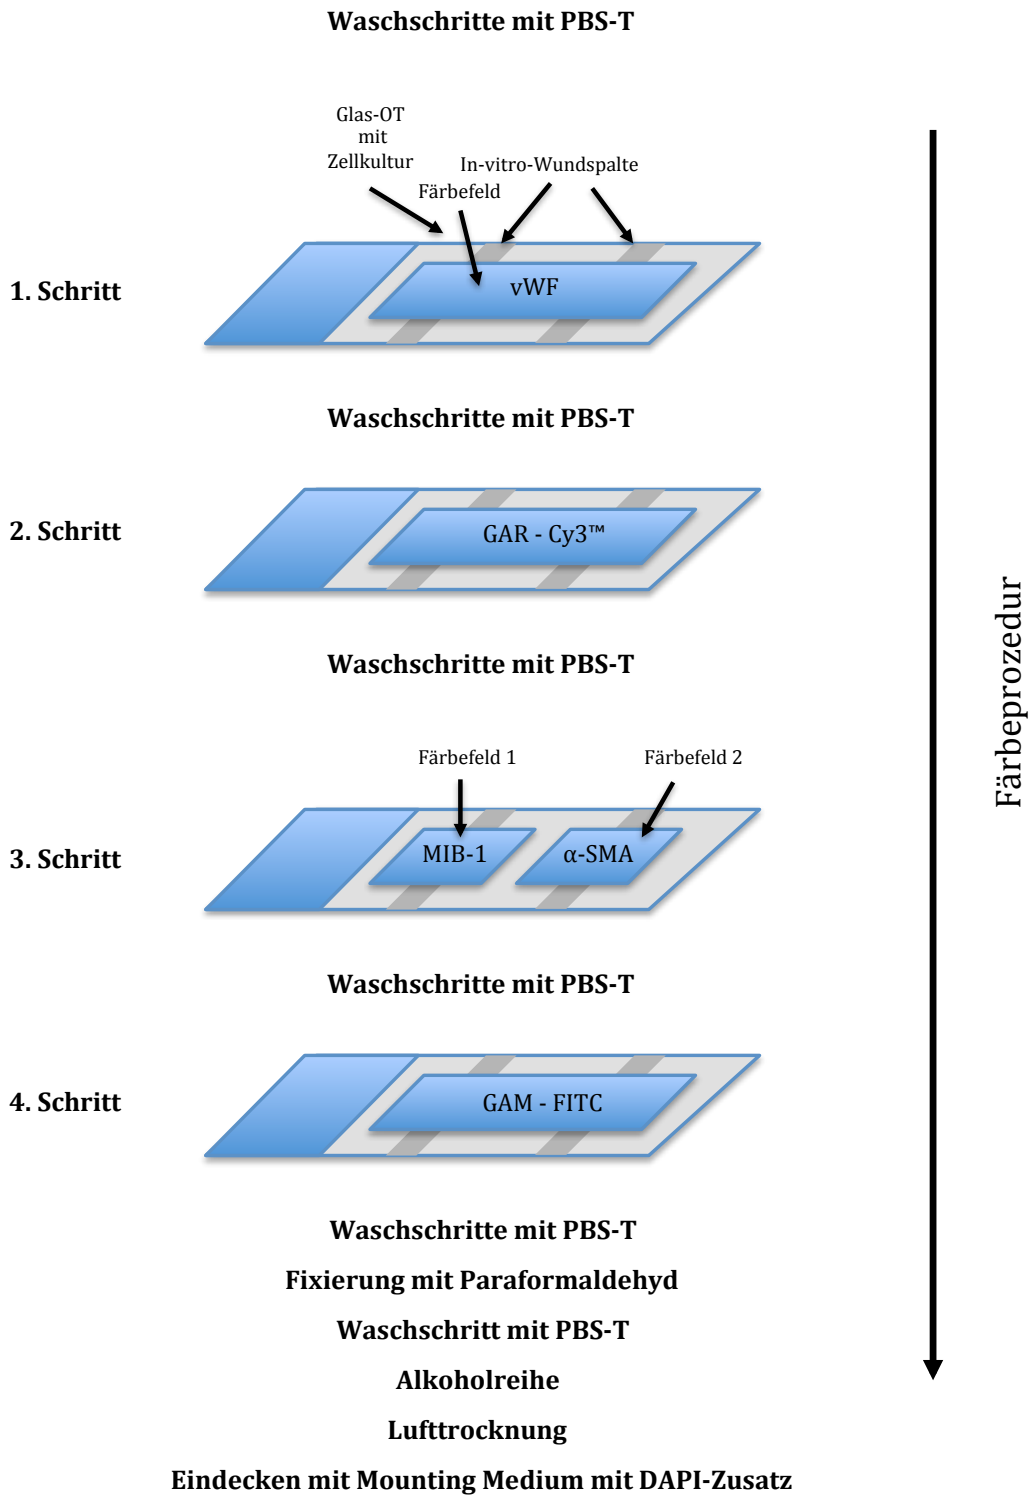 Waschschritte mit PBS-T
Glas-OT
mit
Zellkultur
In-vitro-Wundspalte
Färbefeld
1. Schritt
vWF
Waschschritte mit PBS-T
2. Schritt
GAR - Cy3™
Waschschritte mit PBS-T
Färbefeld 1
Färbefeld 2
3. Schritt
MIB-1
α-SMA
Waschschritte mit PBS-T
4. Schritt
GAM - FITC
Waschschritte mit PBS-T
Fixierung mit Paraformaldehyd
Waschschritt mit PBS-T
Alkoholreihe
Lufttrocknung
Eindecken mit Mounting Medium mit DAPI-Zusatz
Färbeprozedur